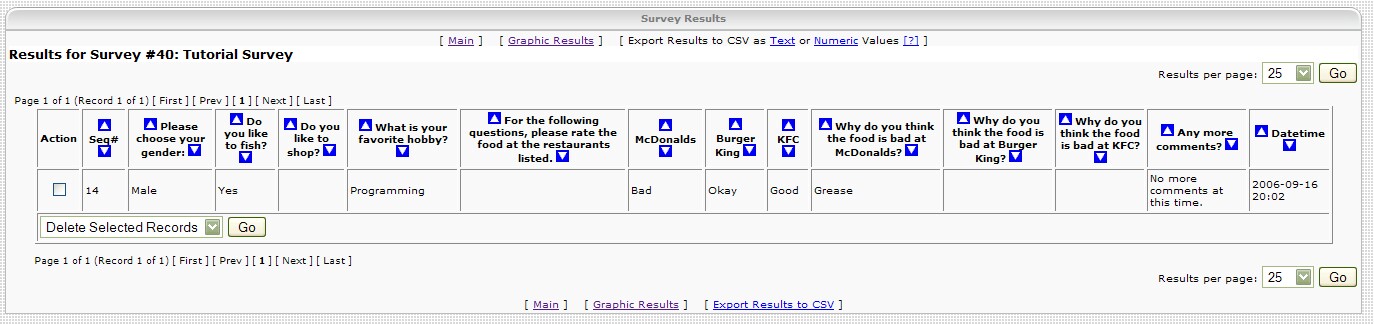 Survey Results
[ Main ] [ Graphic Results ] [ Export Results to CSV as Text or Numeric Values [?] ]
Results for Survey #40: Tutorial Survey
Results per page: 25 Go
Page 1 of 1 (Record 1 of 1) [ First ] [ Prev ] [ 1 ] [ Next ] [ Last ]
Action
Seq#
Please
choose your
gender:
Do
you like
to fish?
Do you
like to
shop?
What is your
favorite hobby?
For the following
questions, please rate the
food at the restaurants
listed.
McDonalds
Burger
King
KFC
Why do you think
the food is bad at
McDonalds?
Why do you
think the food is
bad at Burger
King?
Why do you
think the food
is bad at KFC?
Any more
comments?
Datetime
14
Male
Yes
Programming
Bad
Okay
Good
Grease
No more
comments at
this time.
2006-09-16
20:02
Delete Selected Records Go
Page 1 of 1 (Record 1 of 1) [ First ] [ Prev ] [ 1 ] [ Next ] [ Last ]
Results per page: 25 Go
[ Main ] [ Graphic Results ] [ Export Results to CSV ]